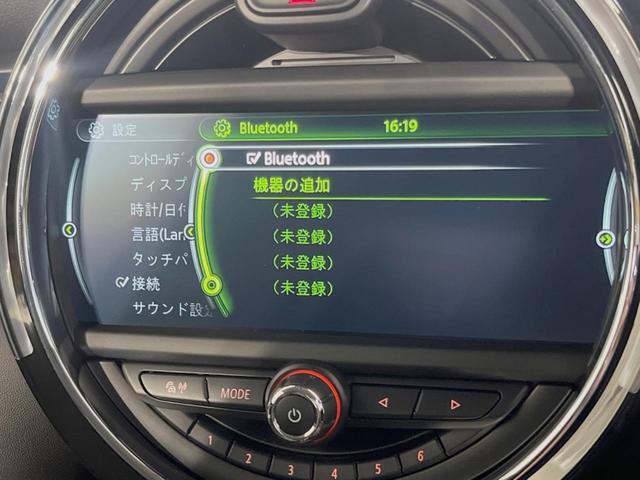 設定
Bluetooth
16:19
コントロールディ
ディスプ
時計/日付
言語(Lan
タッチパ
接続
サウンド設定
Bluetooth
機器の追加
(未登録)
(未登録)
(未登録)
(未登録)
MODE
1
2
3
4
5
6